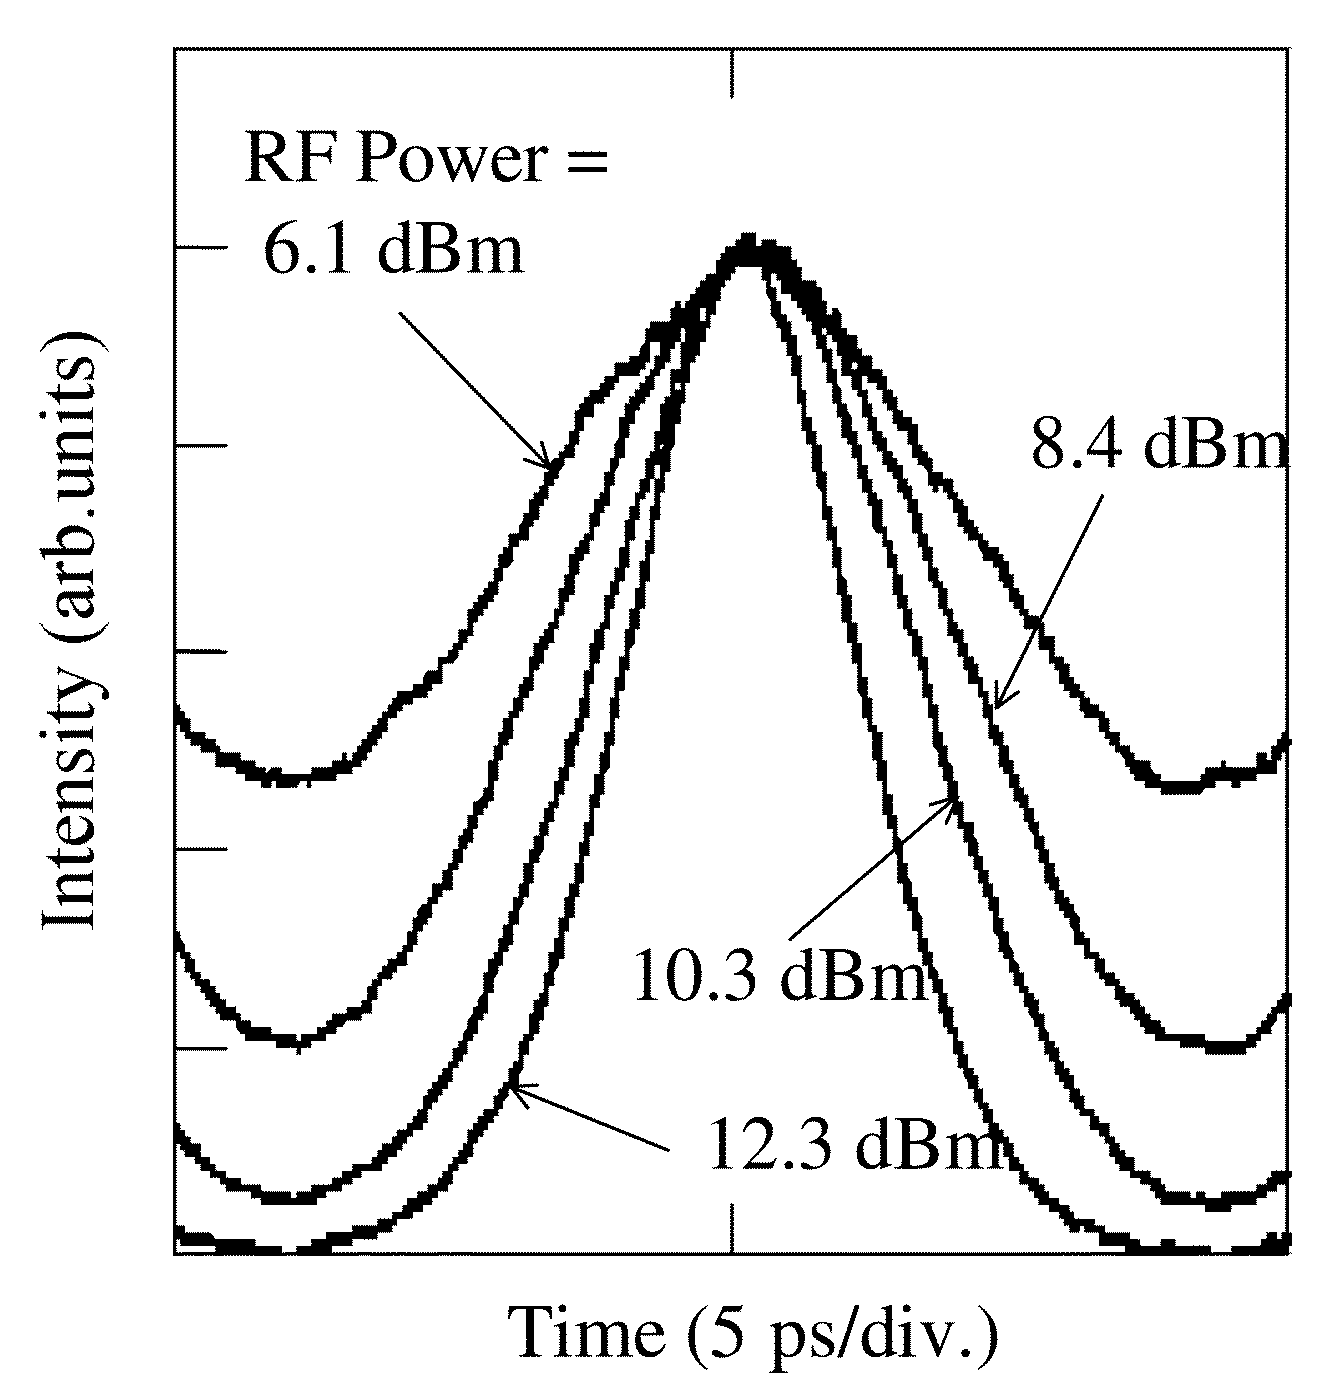 RF Power =
6.1 dBm
8.4 dBm
10.3 dBm
12.3 dBm
Intensity (arb.units)
Time (5 ps/div.)